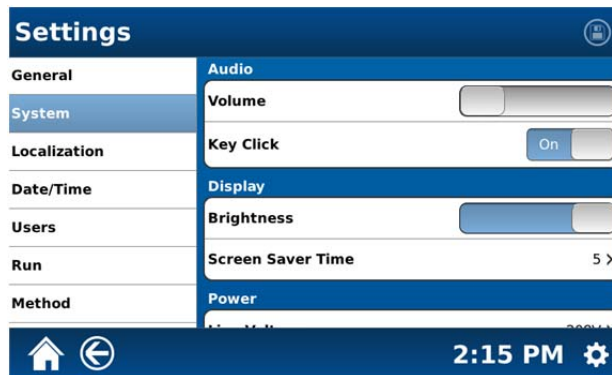 Settings
General
System
Localization
Date/Time
Users
Run
Method
Audio
Volume
Key Click On
Display
Brightness
Screen Saver Time 5
Power
2:15 PM